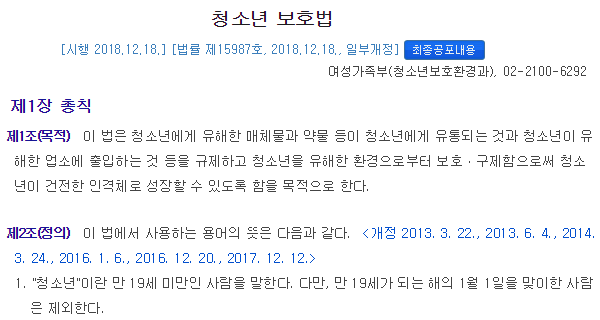 청소년 보호법
[시행 2018.12.18.] [법률 제15987호, 2018.12.18., 일부개정] 최종공포내용
여성가족부(청소년보호환경과), 02-2100-6292
제1장 총칙
제1조(목적) 이 법은 청소년에게 유해한 매체물과 약물 등이 청소년에게 유통되는 것과 청소년이 유
해한 업소에 출입하는 것 등을 규제하고 청소년을 유해한 환경으로부터 보호ㆍ구제함으로써 청소
년이 건전한 인격체로 성장할 수 있도록 함을 목적으로 한다.
제2조(정의) 이 법에서 사용하는 용어의 뜻은 다음과 같다. <개정 2013. 3. 22., 2013. 6. 4., 2014.
3. 24., 2016. 1. 6., 2016. 12. 20., 2017. 12. 12.>
1. "청소년"이란 만 19세 미만인 사람을 말한다. 다만, 만 19세가 되는 해의 1월 1일을 맞이한 사람
은 제외한다.